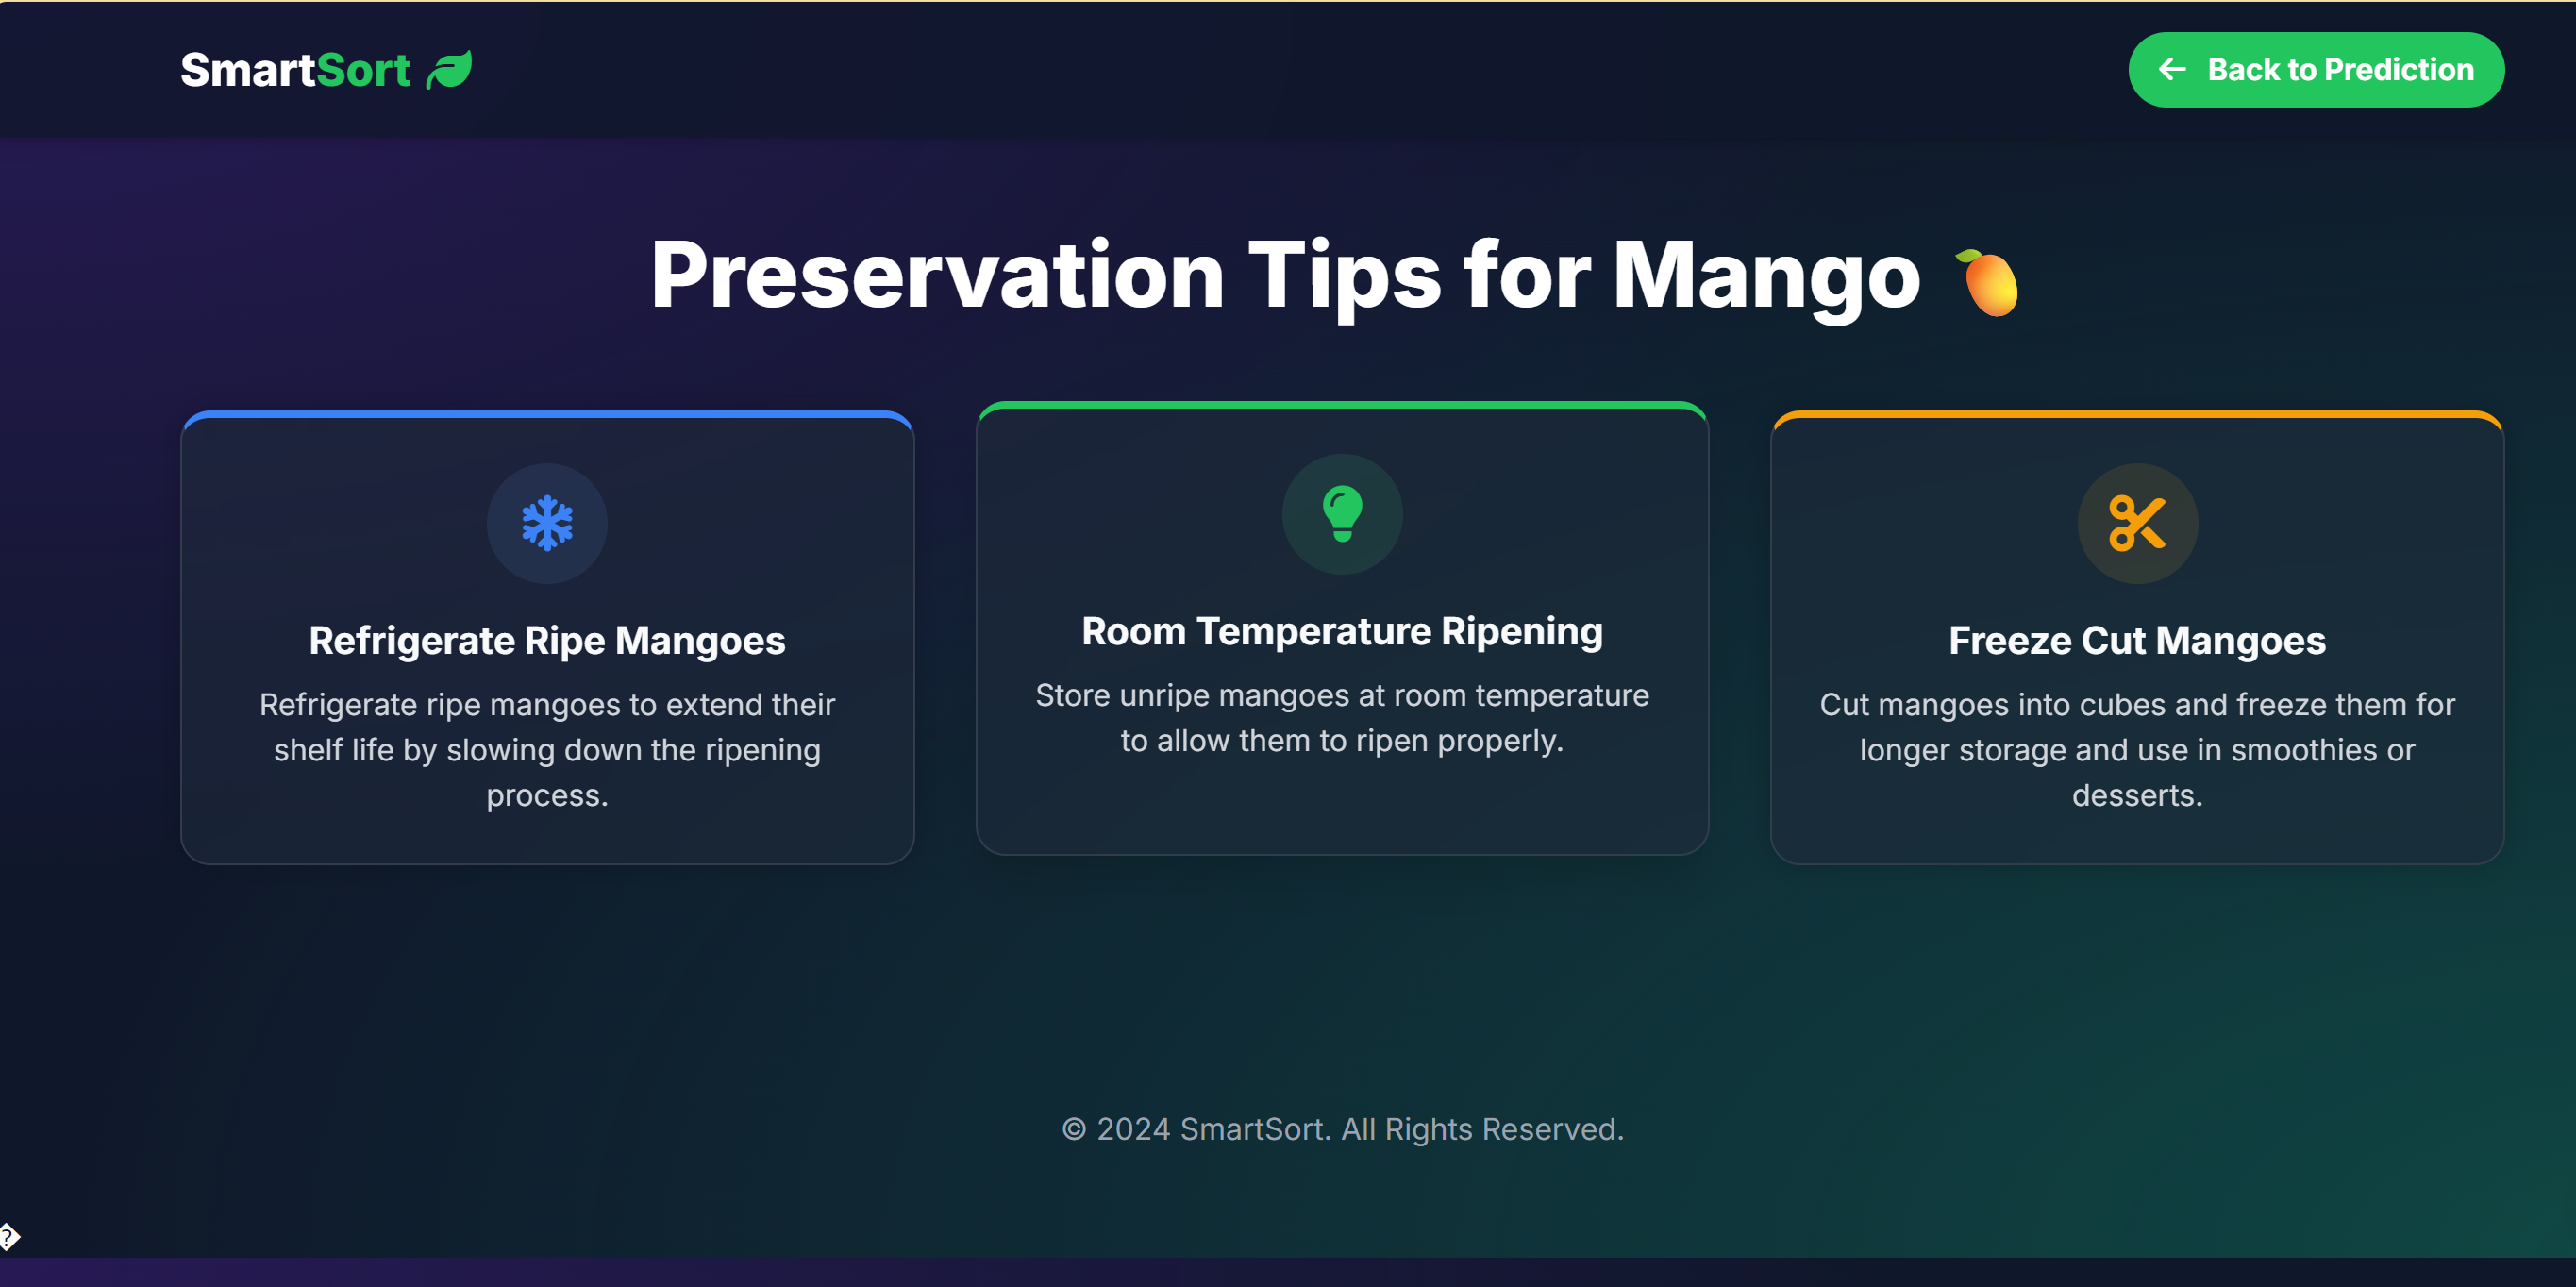 SmartSort
Back to Prediction
Preservation Tips for Mango 🥭
Refrigerate Ripe Mangoes
Refrigerate ripe mangoes to extend their
shelf life by slowing down the ripening
process.
Room Temperature Ripening
Store unripe mangoes at room temperature
to allow them to ripen properly.
Freeze Cut Mangoes
Cut mangoes into cubes and freeze them for
longer storage and use in smoothies or
desserts.
© 2024 SmartSort. All Rights Reserved.
�